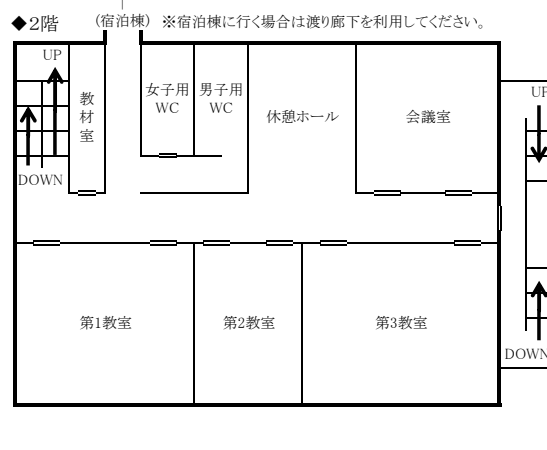 ◆2階
(宿泊棟) ※宿泊棟に行く場合は渡り廊下を利用してください。
UP
教材室
女子用
WC
男子用
WC
休憩ホール
会議室
UP
DOWN
第1教室
第2教室
第3教室
DOWN